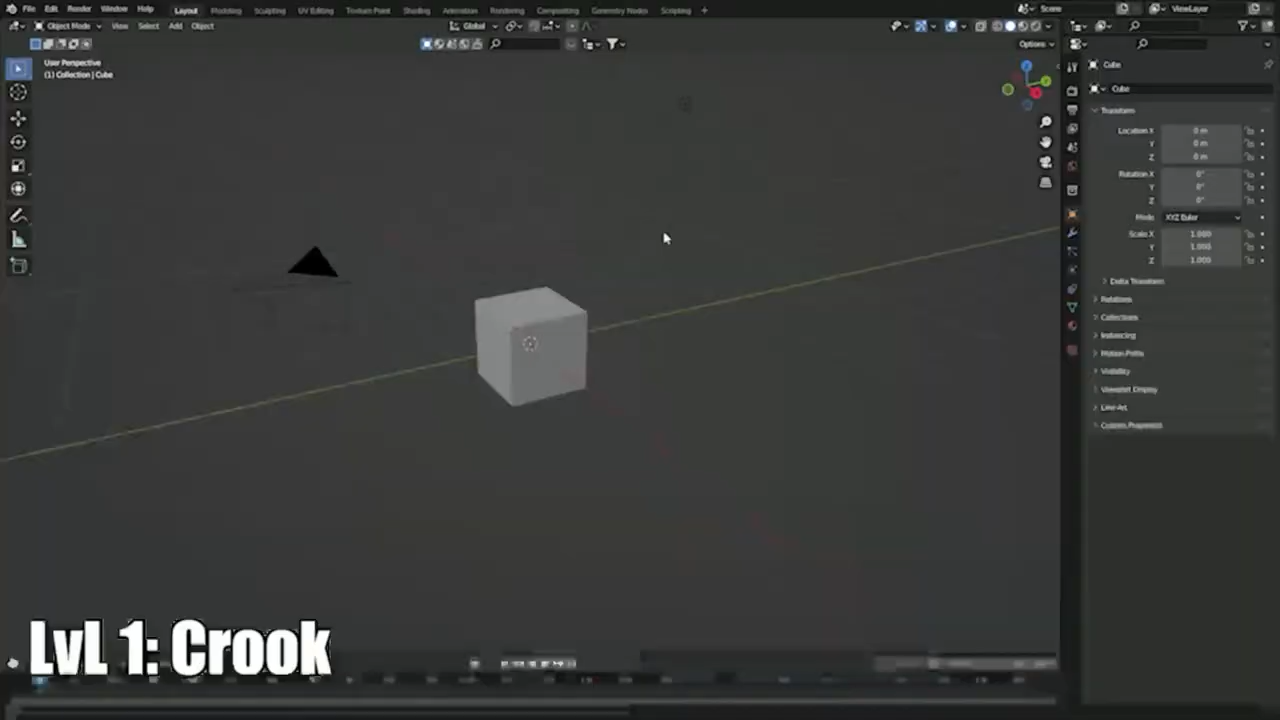 File Edit Render Window Help Layout Modeling Sculpting UV Editing Texture Paint Shading Animation Rendering Compositing Geometry Nodes Scripting + Scene ViewLayer
Object Mode View Select Add Object Global
Options
User Perspective
(1) Collection | Cube
Cube
Cube
Transform
Location X 0 m
Y 0 m
Z 0 m
Rotation X 0°
Y 0°
Z 0°
Mode XYZ Euler
Scale X 1.000
Y 1.000
Z 1.000
Delta Transform
Relations
Collections
Instancing
Motion Paths
Visibility
Viewport Display
Line Art
Custom Properties
LvL 1: Crook